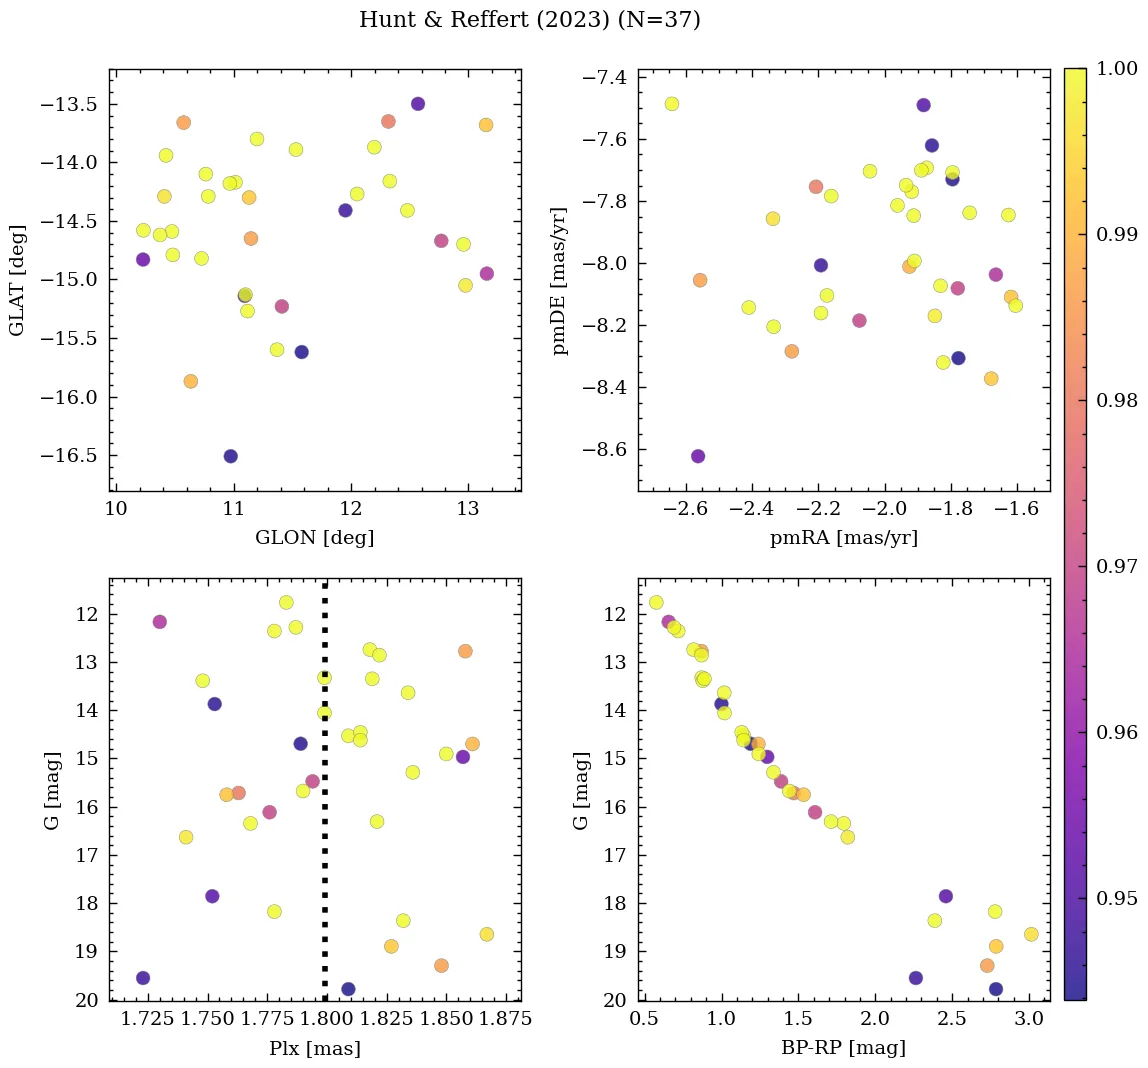 Hunt & Reffert (2023) (N=37)
−13.5
−14.0
−14.5
−15.0
−15.5
−16.0
−16.5
GLAT [deg]
10 11 12 13
GLON [deg]
−7.4
−7.6
−7.8
−8.0
−8.2
−8.4
−8.6
pmDE [mas/yr]
−2.6 −2.4 −2.2 −2.0 −1.8 −1.6
pmRA [mas/yr]
1.00
0.99
0.98
0.97
0.96
0.95
12
13
14
15
16
17
18
19
20
G [mag]
1.725 1.750 1.775 1.800 1.825 1.850 1.875
Plx [mas]
12
13
14
15
16
17
18
19
20
G [mag]
0.5 1.0 1.5 2.0 2.5 3.0
BP-RP [mag]